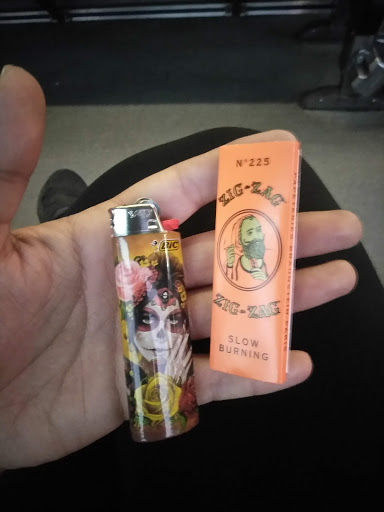 N°225
ZIG-ZAG
ZIG-ZAG
SLOW
BURNING
BIC